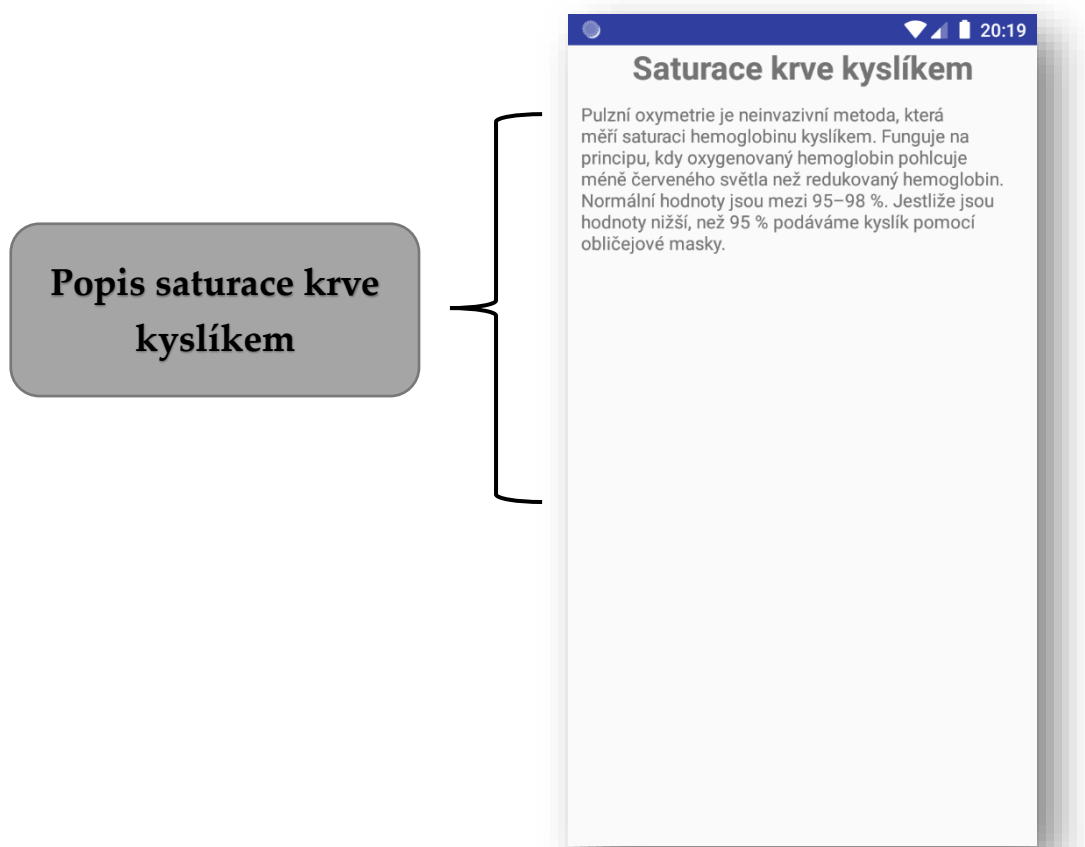 20:19
Saturace krve kyslíkem
Pulzní oxymetrie je neinvazivní metoda, která
měří saturaci hemoglobinu kyslíkem. Funguje na
principu, kdy oxygenovaný hemoglobin pohlcuje
méně červeného světla než redukovaný hemoglobin.
Normální hodnoty jsou mezi 95–98 %. Jestliže jsou
hodnoty nižší, než 95 % podáváme kyslík pomocí
obličejové masky.
Popis saturace krve
kyslíkem